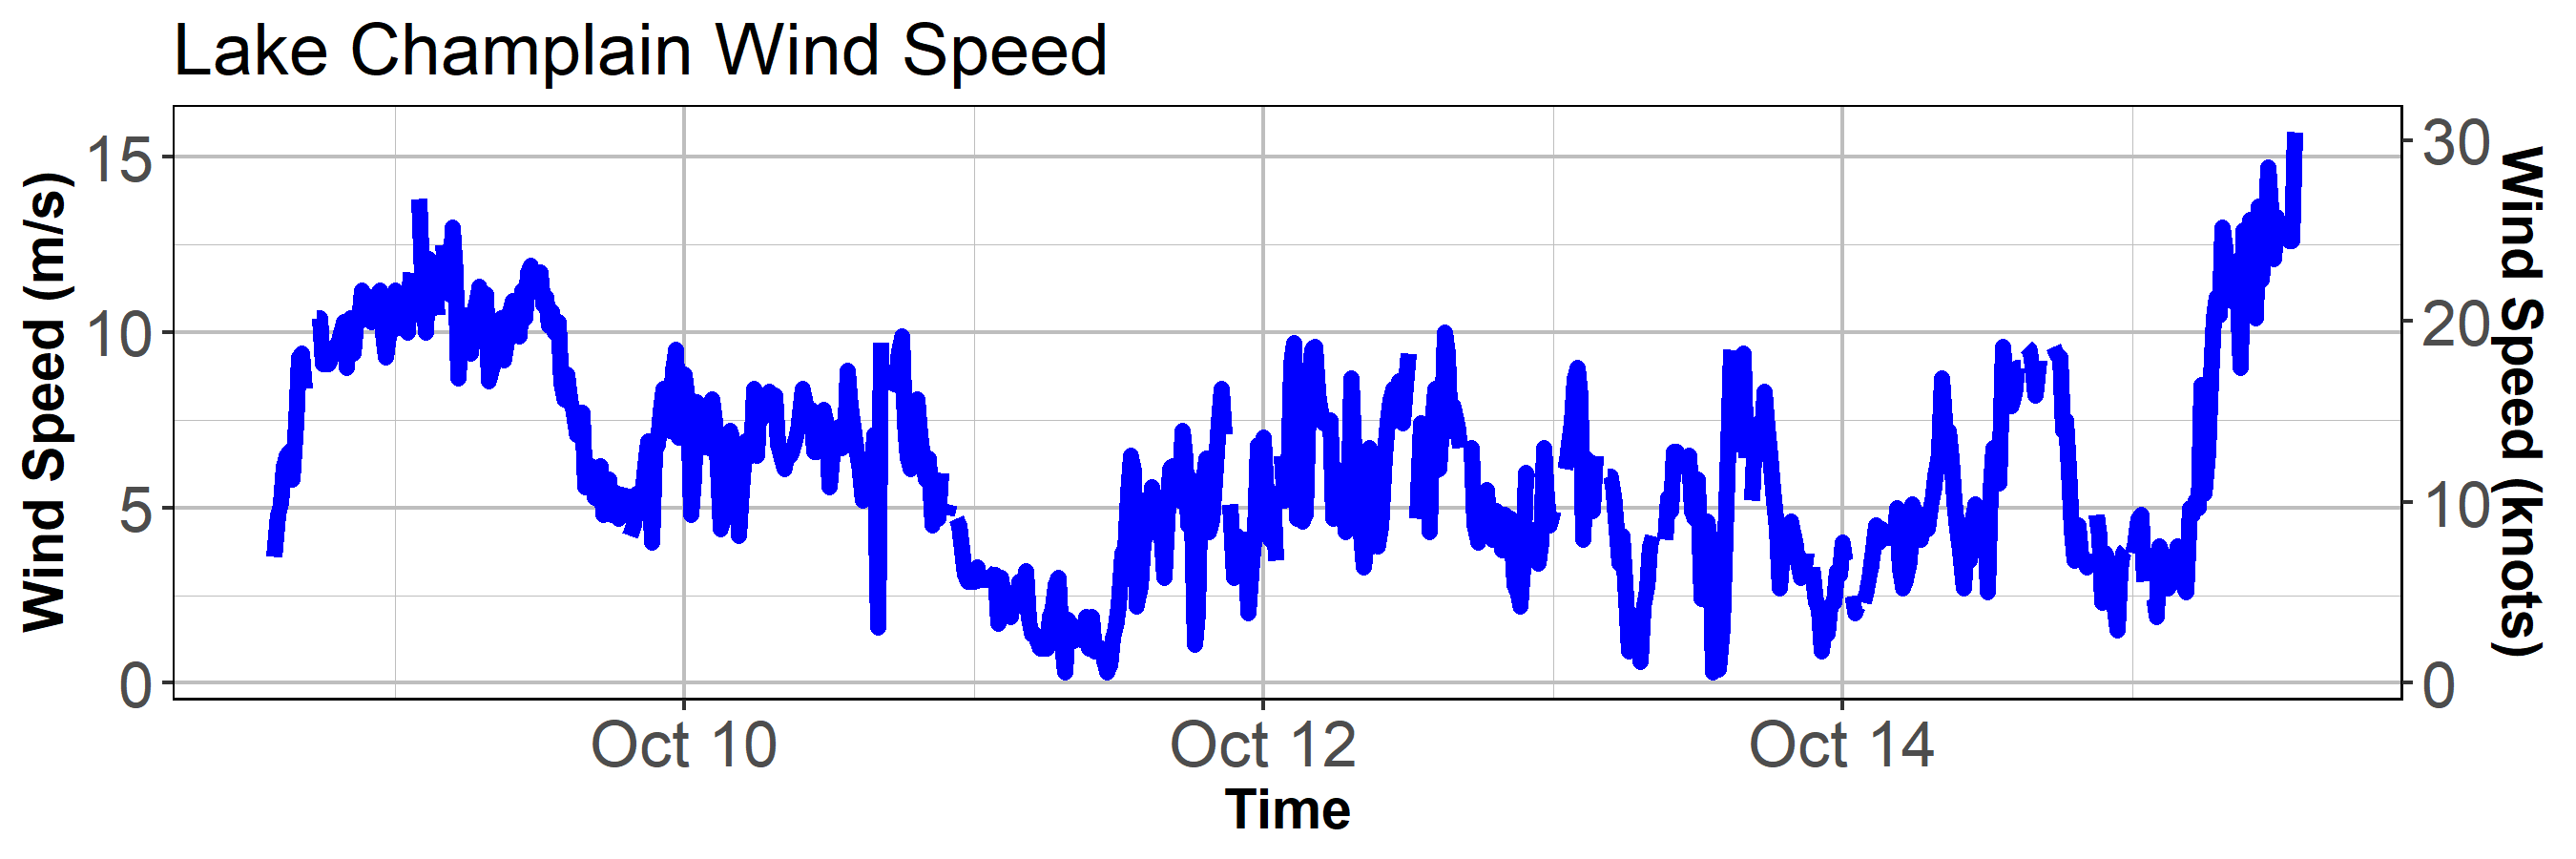 Lake Champlain Wind Speed
Wind Speed (m/s)
15
10
5
0
30
20
10
0
Wind Speed (knots)
Oct 10
Oct 12
Oct 14
Time